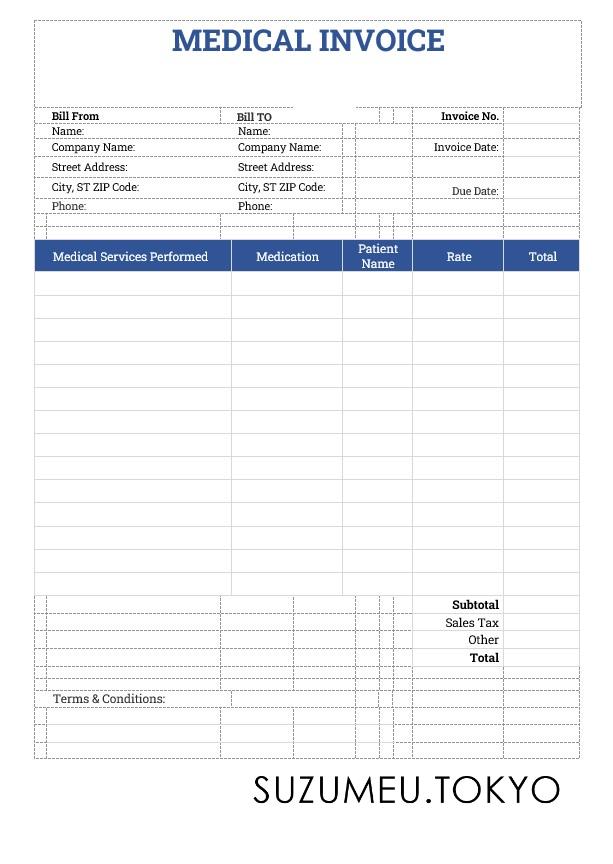 MEDICAL INVOICE
Bill From Bill TO Invoice No.
Name: Name:
Company Name: Company Name: Invoice Date:
Street Address: Street Address:
City, ST ZIP Code: City, ST ZIP Code: Due Date:
Phone: Phone:
Medical Services Performed Medication Patient Name Rate Total
Subtotal
Sales Tax
Other
Total
Terms & Conditions:
SUZUMEU.TOKYO